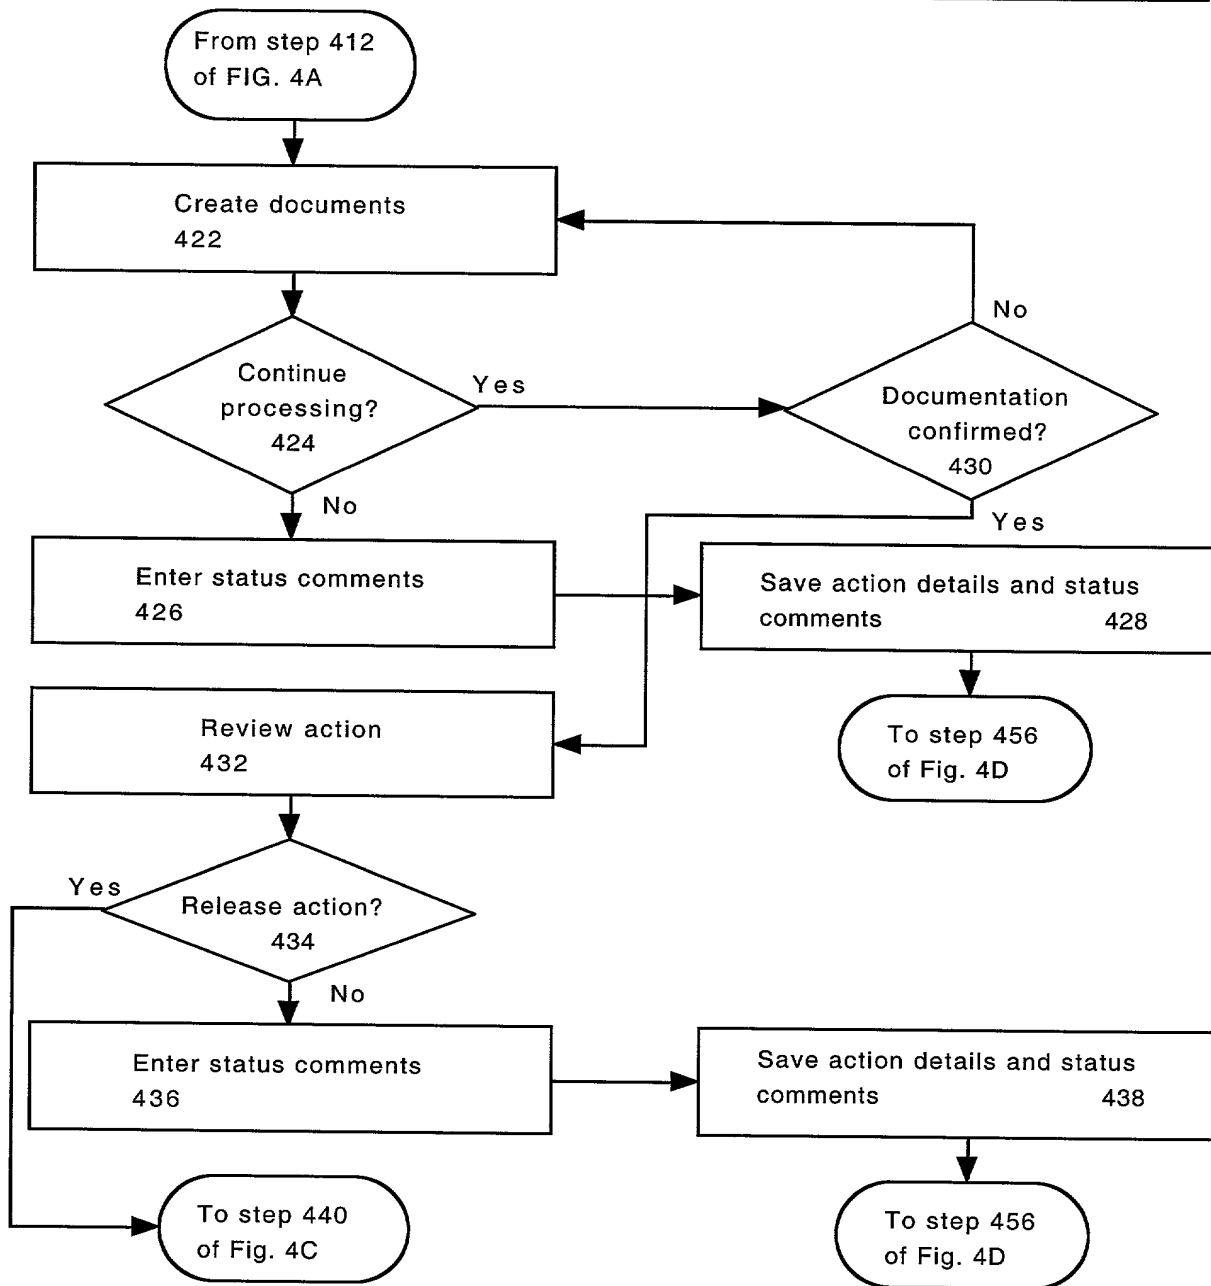 From step 412
of FIG. 4A
Create documents
422
No
Continue
processing?
424
Yes
Documentation
confirmed?
430
No
Yes
Enter status comments
426
Save action details and status
comments 428
Review action
432
To step 456
of Fig. 4D
Yes
Release action?
434
No
Enter status comments
436
Save action details and status
comments 438
To step 440
of Fig. 4C
To step 456
of Fig. 4D